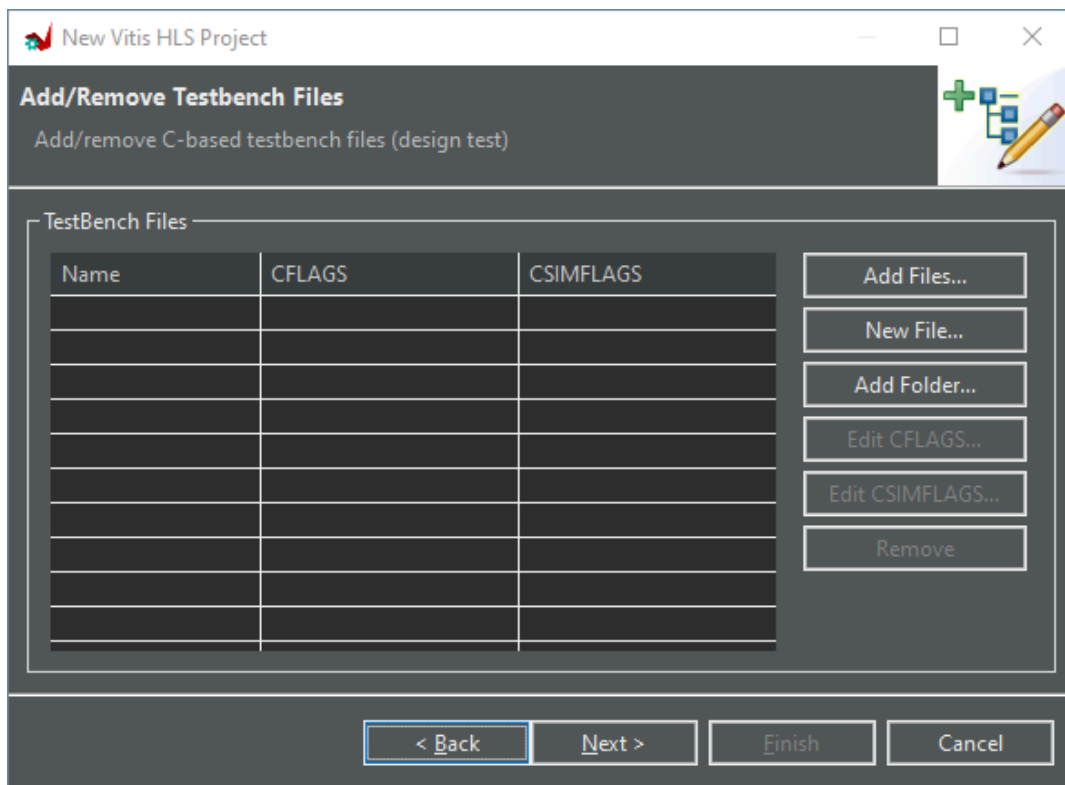 New Vitis HLS Project
Add/Remove Testbench Files
Add/remove C-based testbench files (design test)
TestBench Files
Name CFLAGS CSIMFLAGS
Add Files...
New File...
Add Folder...
Edit CFLAGS...
Edit CSIMFLAGS...
Remove
< Back Next > Finish Cancel